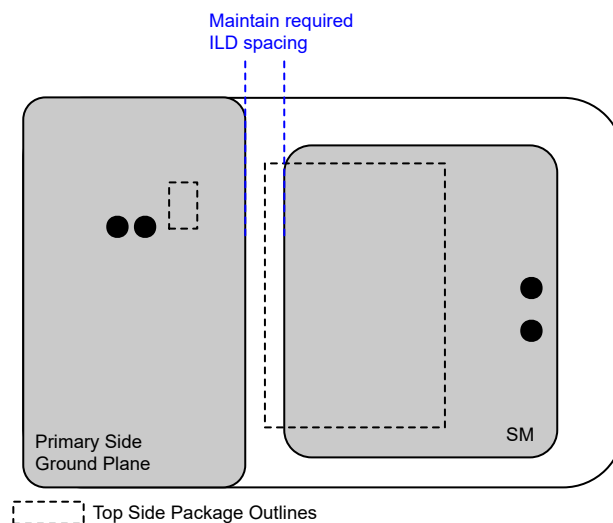 Maintain required
ILD spacing
Primary Side
Ground Plane
SM
Top Side Package Outlines